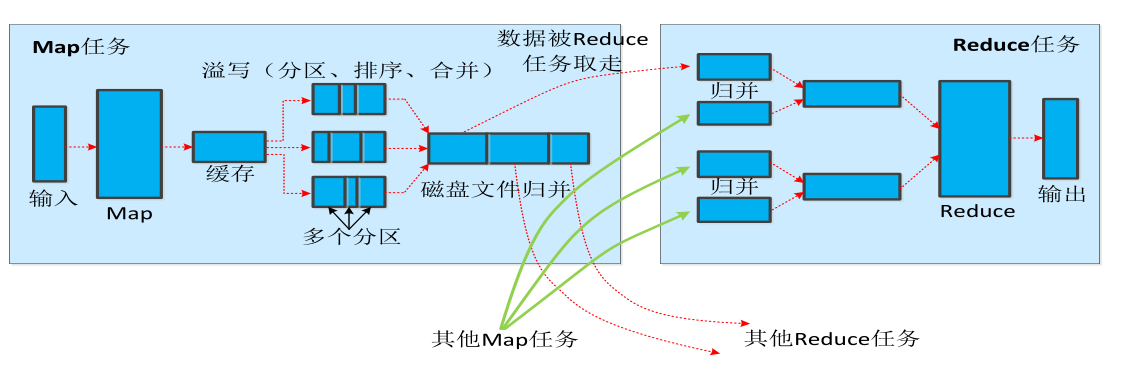 Map任务
溢写（分区、排序、合并）
输入
Map
缓存
多个分区
磁盘文件归并
数据被Reduce
任务取走
Reduce任务
归并
归并
Reduce
输出
其他Map任务
其他Reduce任务